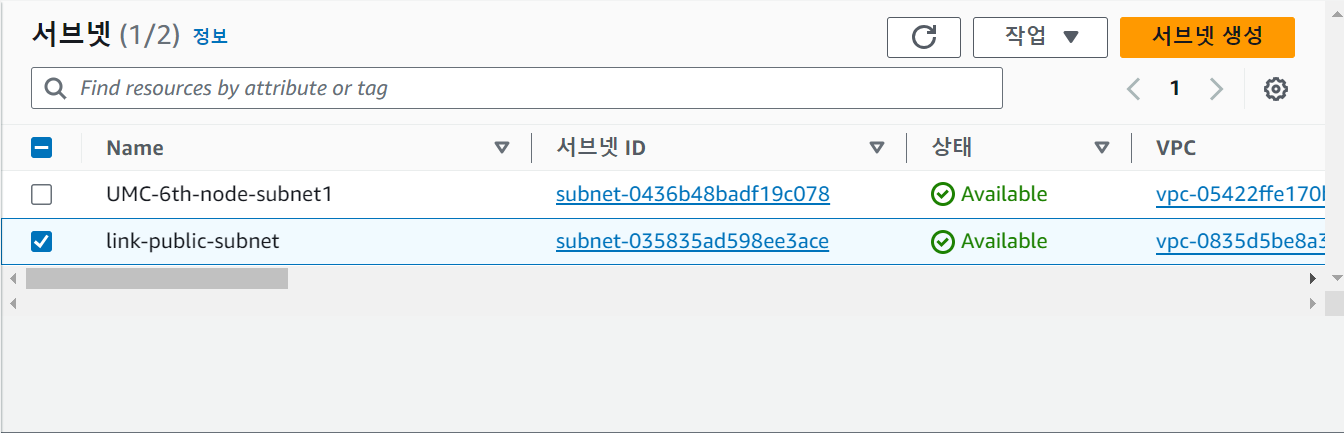 서브넷 (1/2) 정보
작업
서브넷 생성
Find resources by attribute or tag
1
Name 서브넷 ID 상태 VPC
UMC-6th-node-subnet1 subnet-0436b48badf19c078 Available vpc-05422ffe170
link-public-subnet subnet-035835ad598ee3ace Available vpc-0835d5be8a3